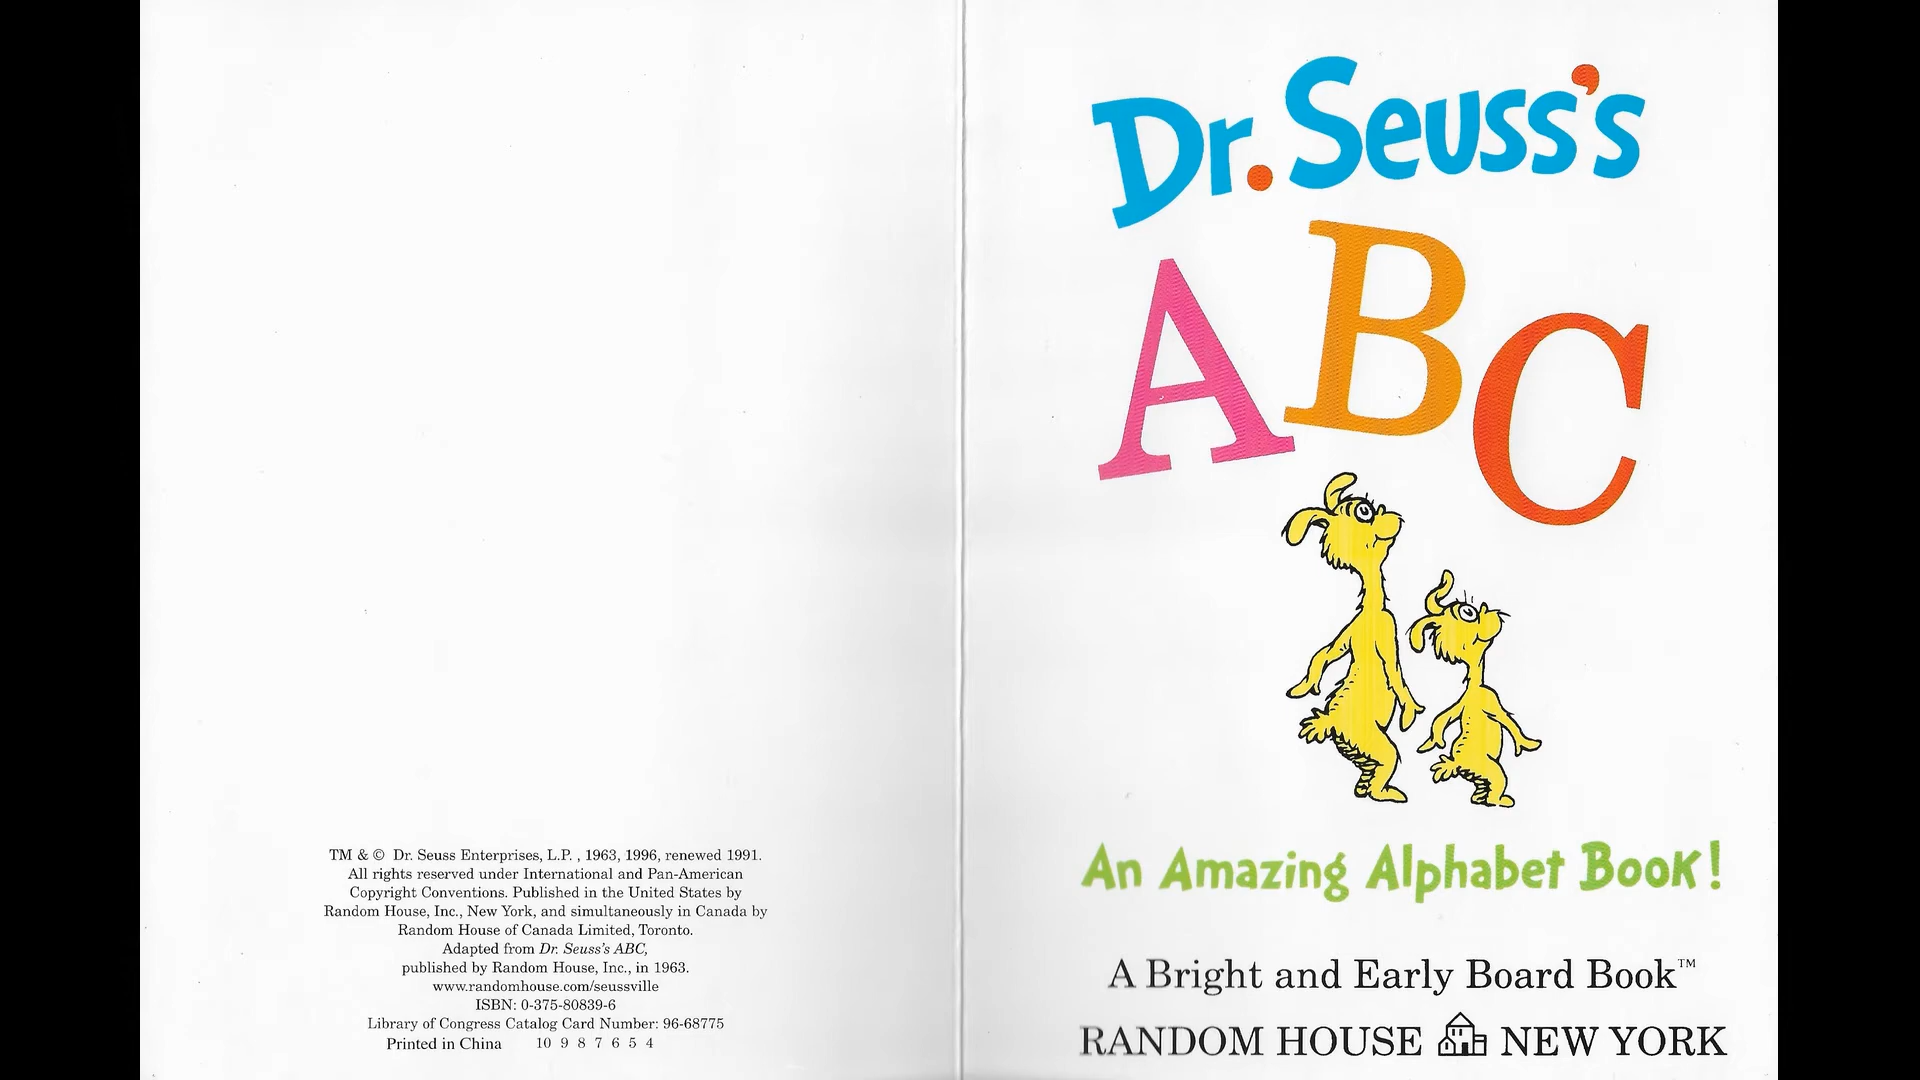 TM & © Dr. Seuss Enterprises, L.P. , 1963, 1996, renewed 1991.
All rights reserved under International and Pan-American
Copyright Conventions. Published in the United States by
Random House, Inc., New York, and simultaneously in Canada by
Random House of Canada Limited, Toronto.
Adapted from Dr. Seuss's ABC,
published by Random House, Inc., in 1963.
www.randomhouse.com/seussville
ISBN: 0-375-80839-6
Library of Congress Catalog Card Number: 96-68775
Printed in China 10 9 8 7 6 5 4
Dr. Seuss's
ABC
An Amazing Alphabet Book!
A Bright and Early Board Book™
RANDOM HOUSE NEW YORK